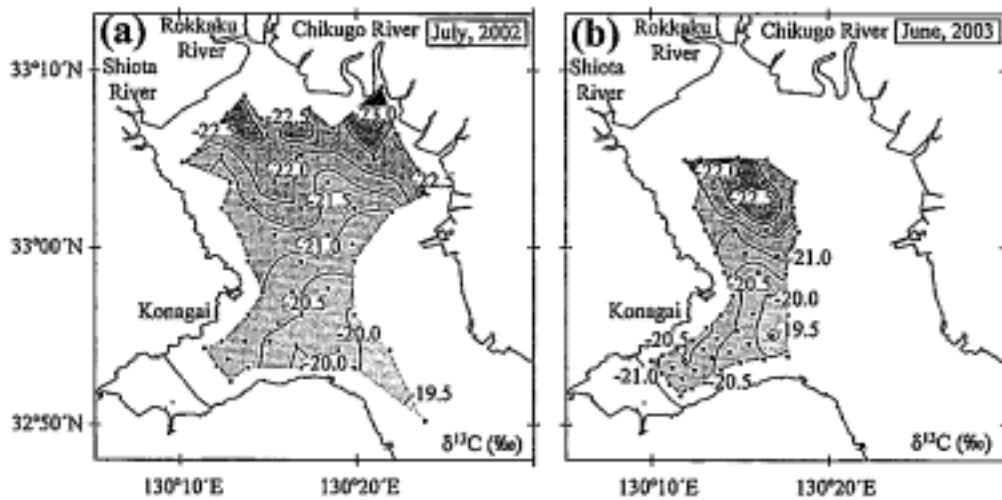 (a)
Rokkaku
River
Chikugo River
July, 2002
Shiota
River
33°10´N
33°00´N
32°50´N
-22.5
-22.5
-23.0
-22.0
-22.
-21.5
-21.0
-20.5
-20.0
-20.0
-19.5
Konagai
δ¹³C (‰)
130°10´E
130°20´E
(b)
Rokkaku
River
Chikugo River
June, 2003
Shiota
River
-22.0
-22.5
-21.0
-20.5
-20.0
19.5
-20.5
-21.0
-20.5
Konagai
δ¹³C (‰)
130°10´E
130°20´E